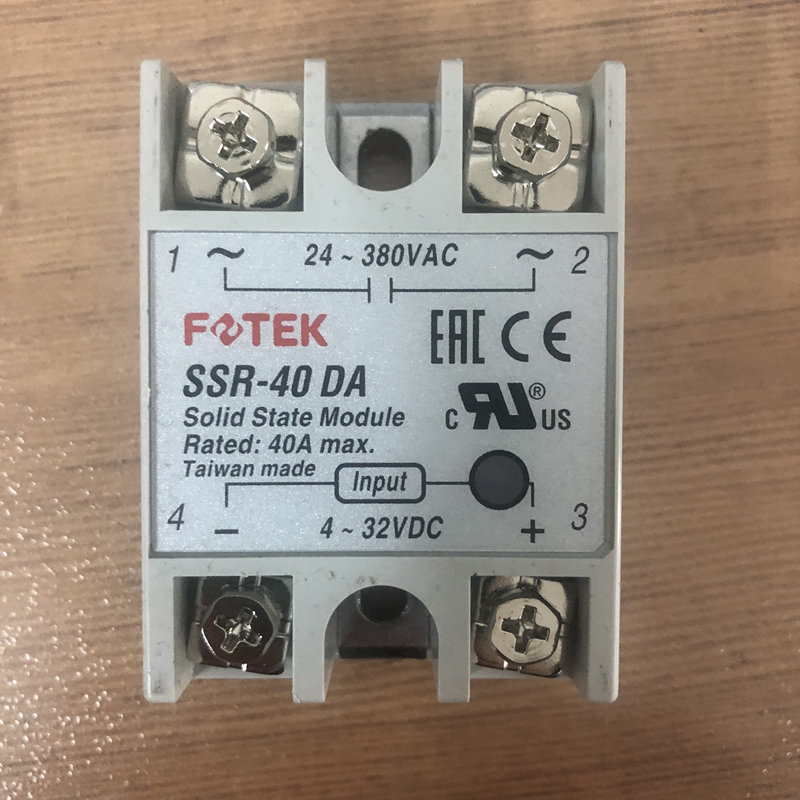 1 ~ 24 ~ 380VAC ~ 2
FOTEK
EAC CE
SSR-40 DA
Solid State Module
c RU® US
Rated: 40A max.
Taiwan made
Input
4 − 4 ~ 32VDC + 3